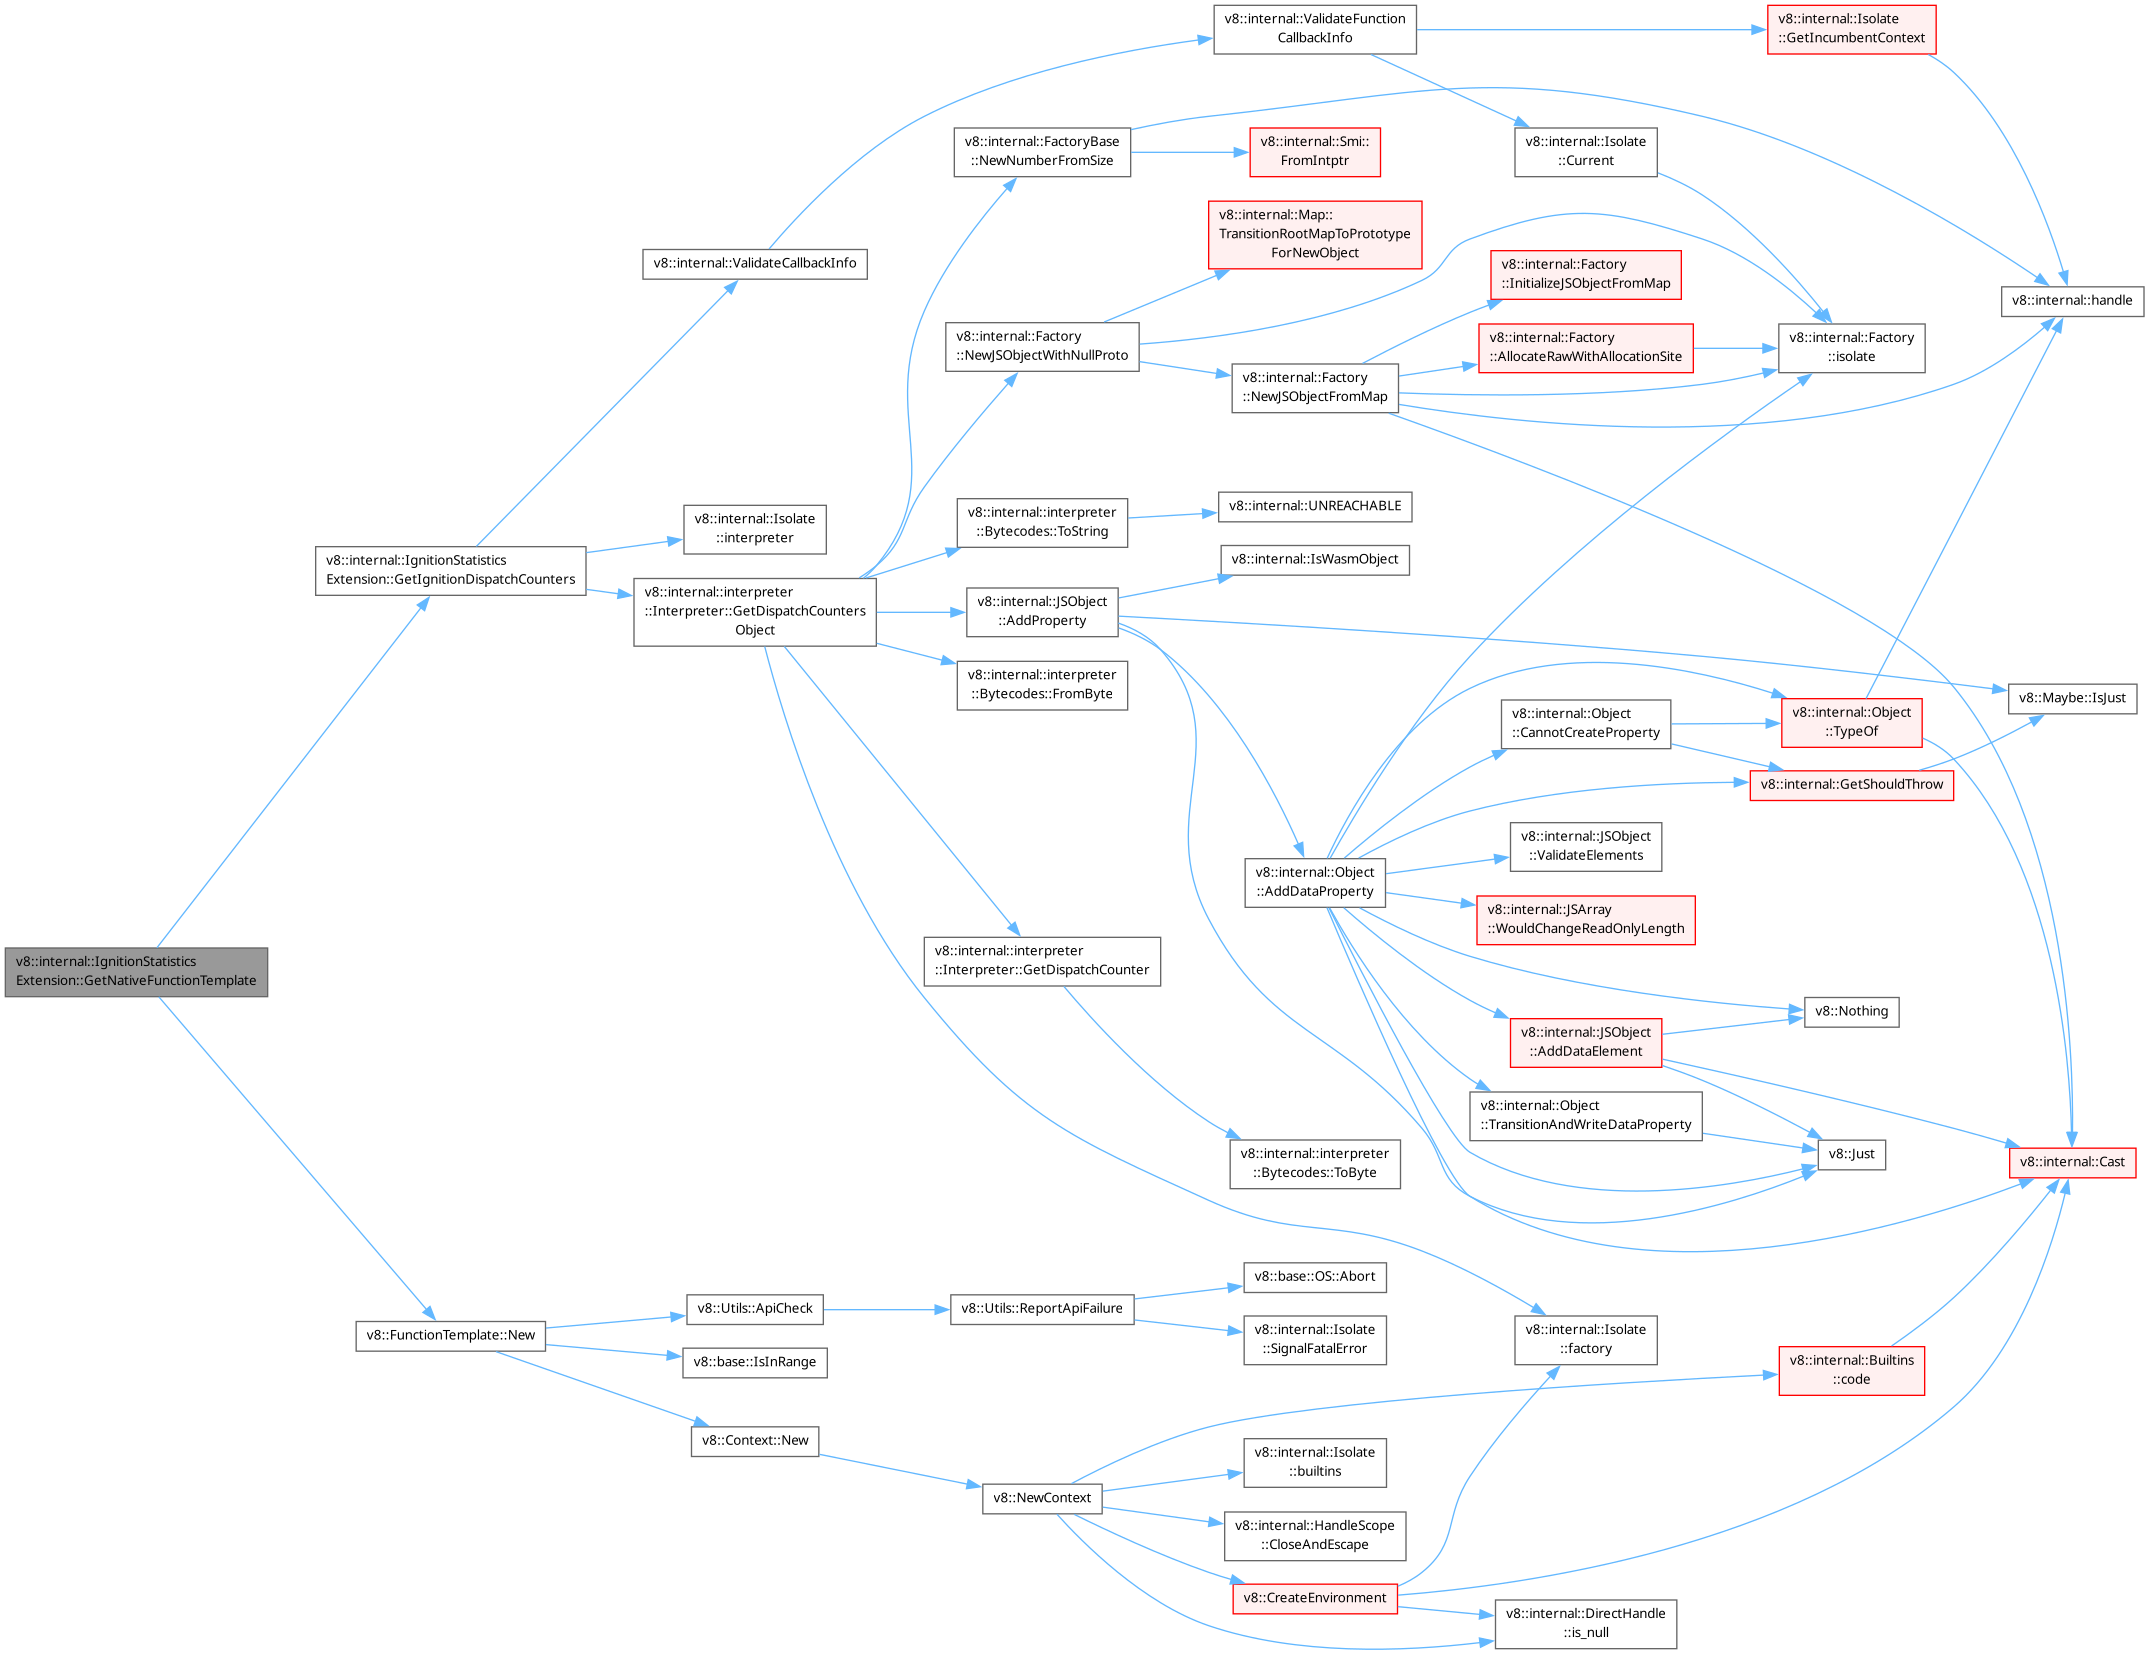 v8::internal::IgnitionStatistics
Extension::GetNativeFunctionTemplate
v8::internal::IgnitionStatistics
Extension::GetIgnitionDispatchCounters
v8::FunctionTemplate::New
v8::internal::ValidateCallbackInfo
v8::internal::Isolate
::interpreter
v8::internal::interpreter
::Interpreter::GetDispatchCounters
Object
v8::Utils::ApiCheck
v8::base::IsInRange
v8::Context::New
v8::internal::FactoryBase
::NewNumberFromSize
v8::internal::Factory
::NewJSObjectWithNullProto
v8::internal::interpreter
::Bytecodes::ToString
v8::internal::JSObject
::AddProperty
v8::internal::interpreter
::Bytecodes::FromByte
v8::internal::interpreter
::Interpreter::GetDispatchCounter
v8::Utils::ReportApiFailure
v8::NewContext
v8::internal::ValidateFunction
CallbackInfo
v8::internal::Smi::
FromIntptr
v8::internal::Map::
TransitionRootMapToPrototype
ForNewObject
v8::internal::Factory
::NewJSObjectFromMap
v8::internal::UNREACHABLE
v8::internal::IsWasmObject
v8::internal::Object
::AddDataProperty
v8::internal::interpreter
::Bytecodes::ToByte
v8::base::OS::Abort
v8::internal::Isolate
::SignalFatalError
v8::internal::Isolate
::builtins
v8::internal::HandleScope
::CloseAndEscape
v8::CreateEnvironment
v8::internal::Isolate
::Current
v8::internal::Factory
::InitializeJSObjectFromMap
v8::internal::Factory
::AllocateRawWithAllocationSite
v8::internal::Object
::CannotCreateProperty
v8::internal::JSObject
::ValidateElements
v8::internal::JSArray
::WouldChangeReadOnlyLength
v8::internal::JSObject
::AddDataElement
v8::internal::Object
::TransitionAndWriteDataProperty
v8::internal::Isolate
::factory
v8::internal::DirectHandle
::is_null
v8::internal::Isolate
::GetIncumbentContext
v8::internal::Factory
::isolate
v8::internal::Object
::TypeOf
v8::internal::GetShouldThrow
v8::Nothing
v8::Just
v8::internal::Builtins
::code
v8::internal::handle
v8::Maybe::IsJust
v8::internal::Cast